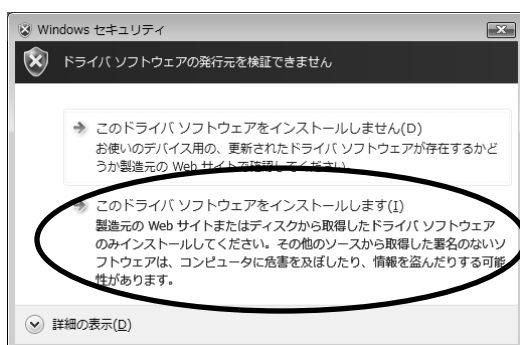 Windows セキュリティ
ドライバ ソフトウェアの発行元を検証できません
このドライバ ソフトウェアをインストールしません(D)
お使いのデバイス用の、更新されたドライバ ソフトウェアが存在するかど
うか製造元の Web サイトで確認してください。
このドライバ ソフトウェアをインストールします(I)
製造元の Web サイトまたはディスクから取得したドライバ ソフトウェア
のみインストールしてください。その他のソースから取得した署名のないソ
フトウェアは、コンピュータに危害を及ぼしたり、情報を盗んだりする可能
性があります。
詳細の表示(D)